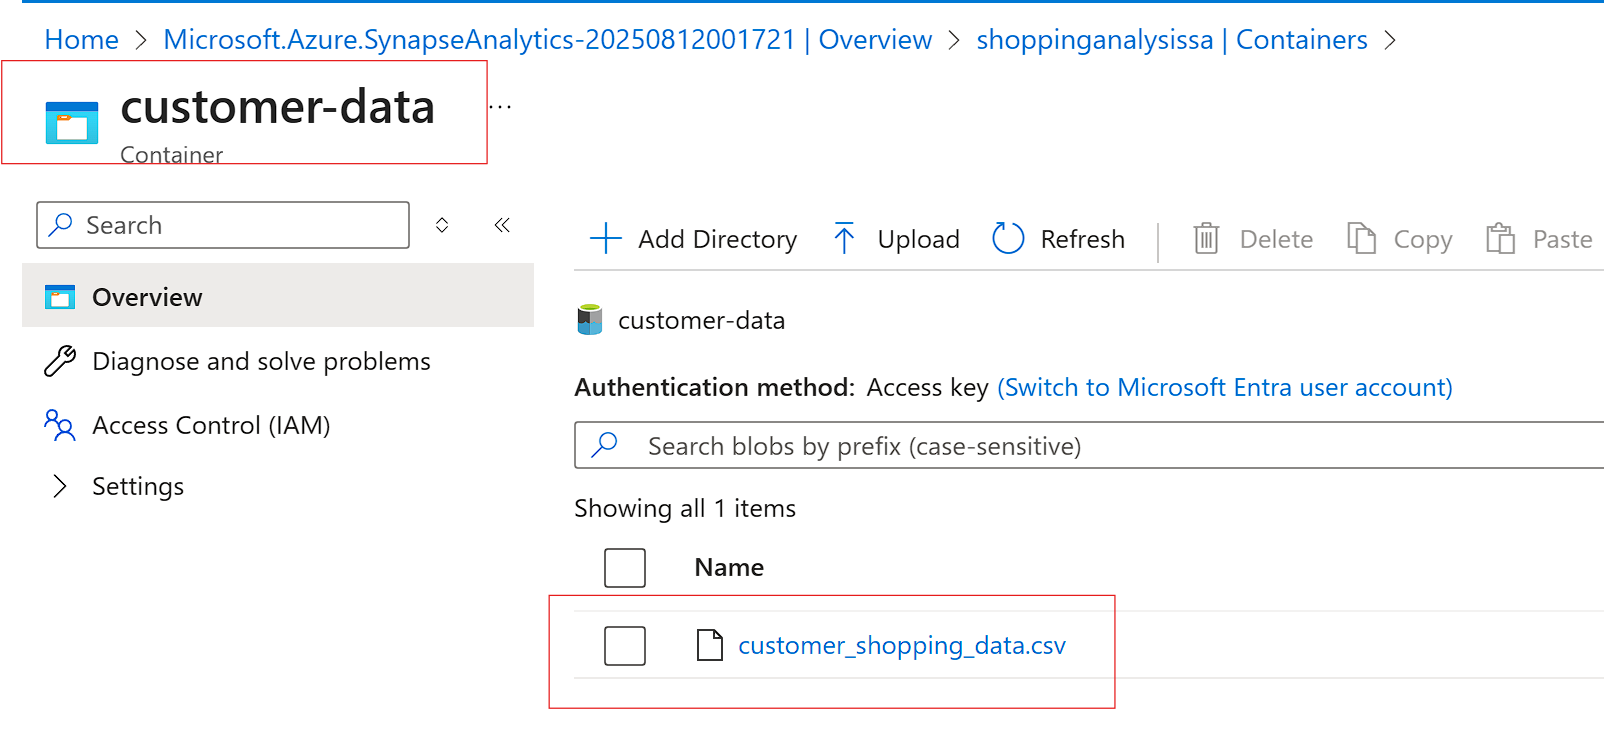 Home > Microsoft.Azure.SynapseAnalytics-20250812001721 | Overview > shoppinganalysissa | Containers >
customer-data ...
Container
Search
Add Directory Upload Refresh Delete Copy Paste
Overview
customer-data
Diagnose and solve problems
Authentication method: Access key (Switch to Microsoft Entra user account)
Access Control (IAM)
Search blobs by prefix (case-sensitive)
Settings
Showing all 1 items
Name
customer_shopping_data.csv